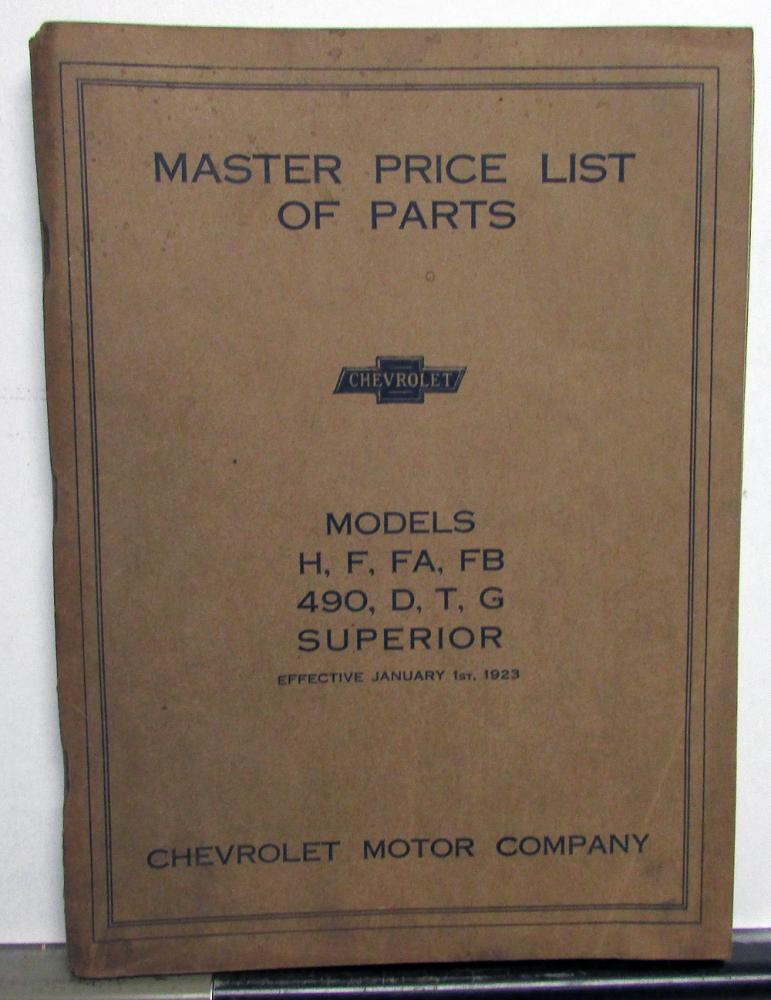 MASTER PRICE LIST
OF PARTS
CHEVROLET
MODELS
H, F, FA, FB
490, D, T, G
SUPERIOR
EFFECTIVE JANUARY 1ST, 1923
CHEVROLET MOTOR COMPANY